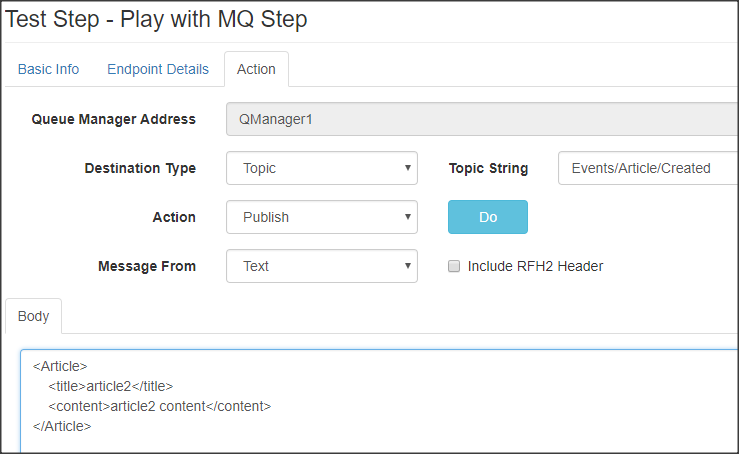 Test Step - Play with MQ Step
Basic Info Endpoint Details Action
Queue Manager Address QManager1
Destination Type Topic Topic String Events/Article/Created
Action Publish Do
Message From Text Include RFH2 Header
Body
<Article>
    <title>article2</title>
    <content>article2 content</content>
</Article>